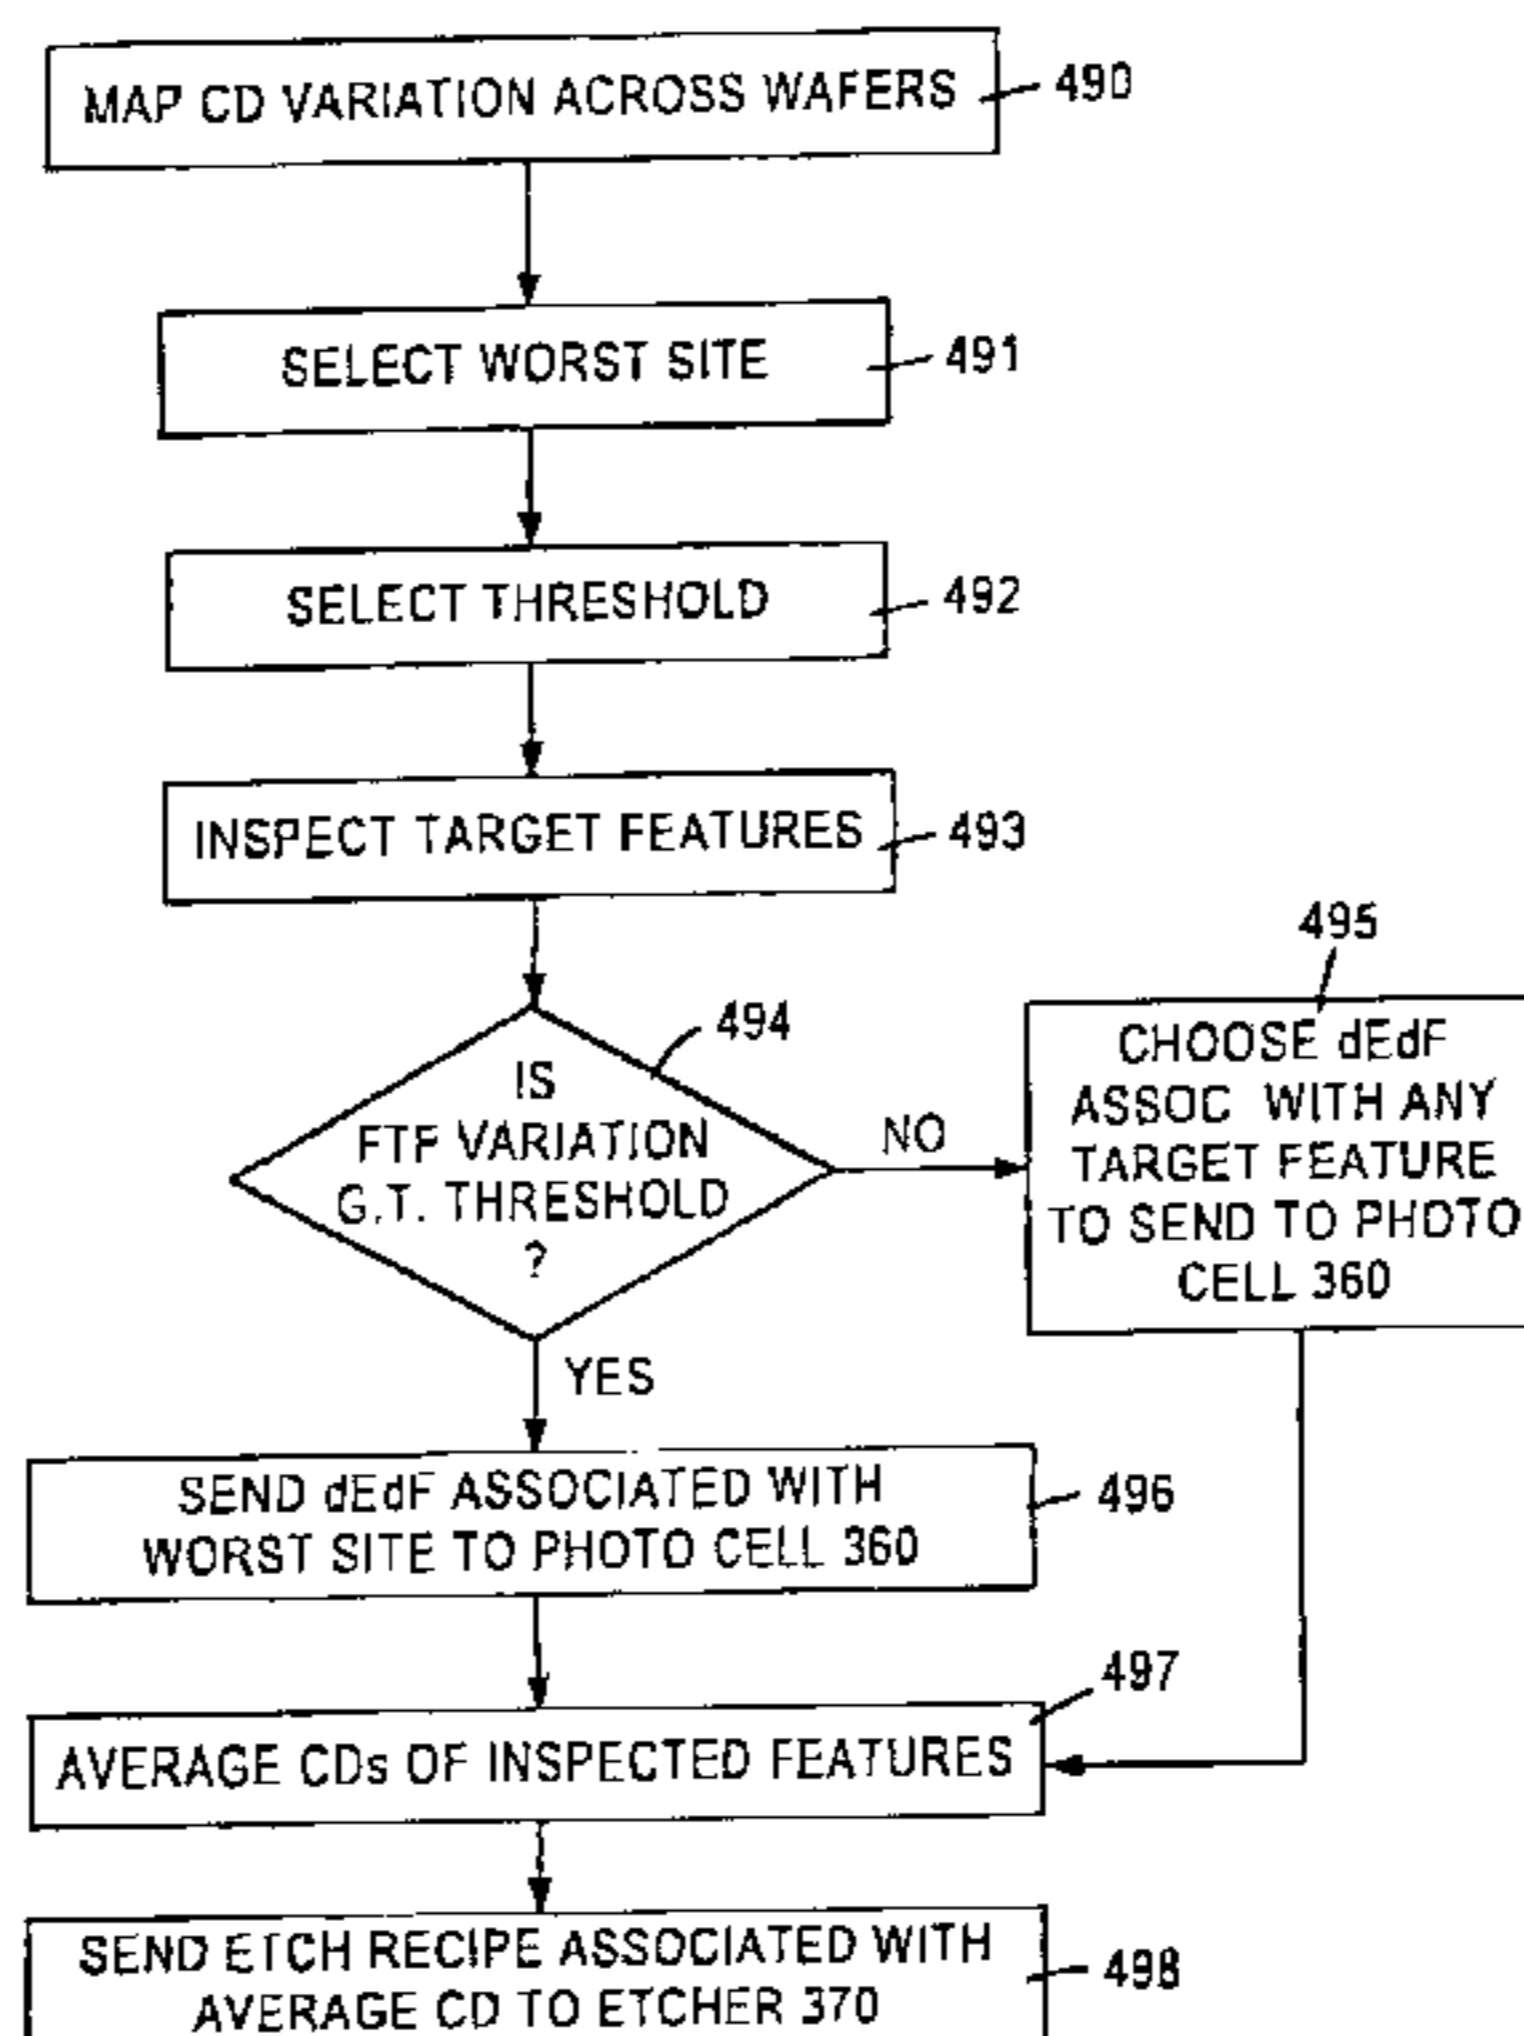 MAP CD VARIATION ACROSS WAFERS
490
SELECT WORST SITE
491
SELECT THRESHOLD
492
INSPECT TARGET FEATURES
493
494
IS
FTF VARIATION
G.T. THRESHOLD
?
NO
495
CHOOSE dEdF
ASSOC WITH ANY
TARGET FEATURE
TO SEND TO PHOTO
CELL 360
YES
SEND dEdF ASSOCIATED WITH
WORST SITE TO PHOTO CELL 360
496
497
AVERAGE CDs OF INSPECTED FEATURES
SEND ETCH RECIPE ASSOCIATED WITH
AVERAGE CD TO ETCHER 370
498